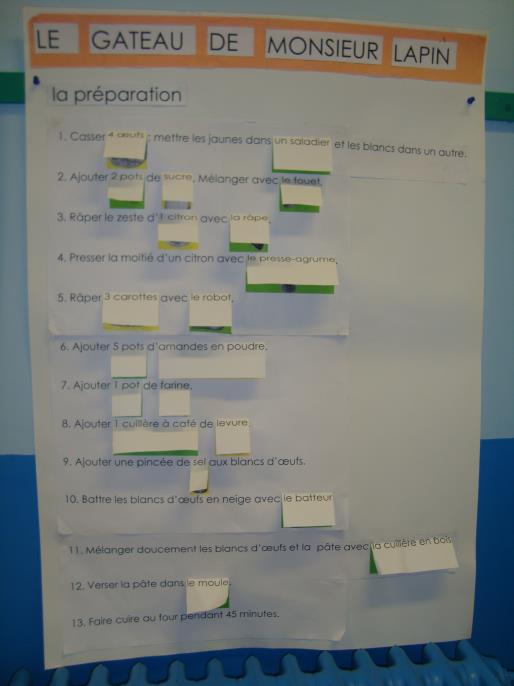 LE GATEAU DE MONSIEUR LAPIN
la préparation
1. Casser 4 œufs ; mettre les jaunes dans un saladier et les blancs dans un autre.
2. Ajouter 2 pots de sucre. Mélanger avec le fouet.
3. Râper le zeste d'1 citron avec la râpe.
4. Presser la moitié d'un citron avec le presse-agrume.
5. Râper 3 carottes avec le robot.
6. Ajouter 5 pots d'amandes en poudre.
7. Ajouter 1 pot de farine.
8. Ajouter 1 cuillère à café de levure.
9. Ajouter une pincée de sel aux blancs d'œufs.
10. Battre les blancs d'œufs en neige avec le batteur
11. Mélanger doucement les blancs d'œufs et la pâte avec la cuillère en bois.
12. Verser la pâte dans le moule.
13. Faire cuire au four pendant 45 minutes.